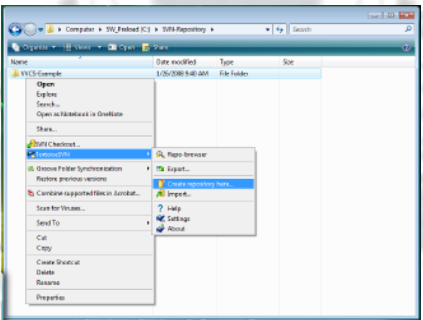 Computer ▸ SW_Preload (C:) ▸ SVN-Repository ▸ Search
Organize Views Open Share
Name Date modified Type Size
VVCS-Example 1/25/2008 9:40 AM File Folder
Open
Explore
Search...
Open as Notebook in OneNote
Share...
SVN Checkout...
TortoiseSVN
Repo-browser
Groove Folder Synchronization
Export...
Restore previous versions
Create repository here...
Combine supported files in Acrobat...
Import...
Scan for Viruses...
Help
Settings
Send To
About
Cut
Copy
Create Shortcut
Delete
Rename
Properties